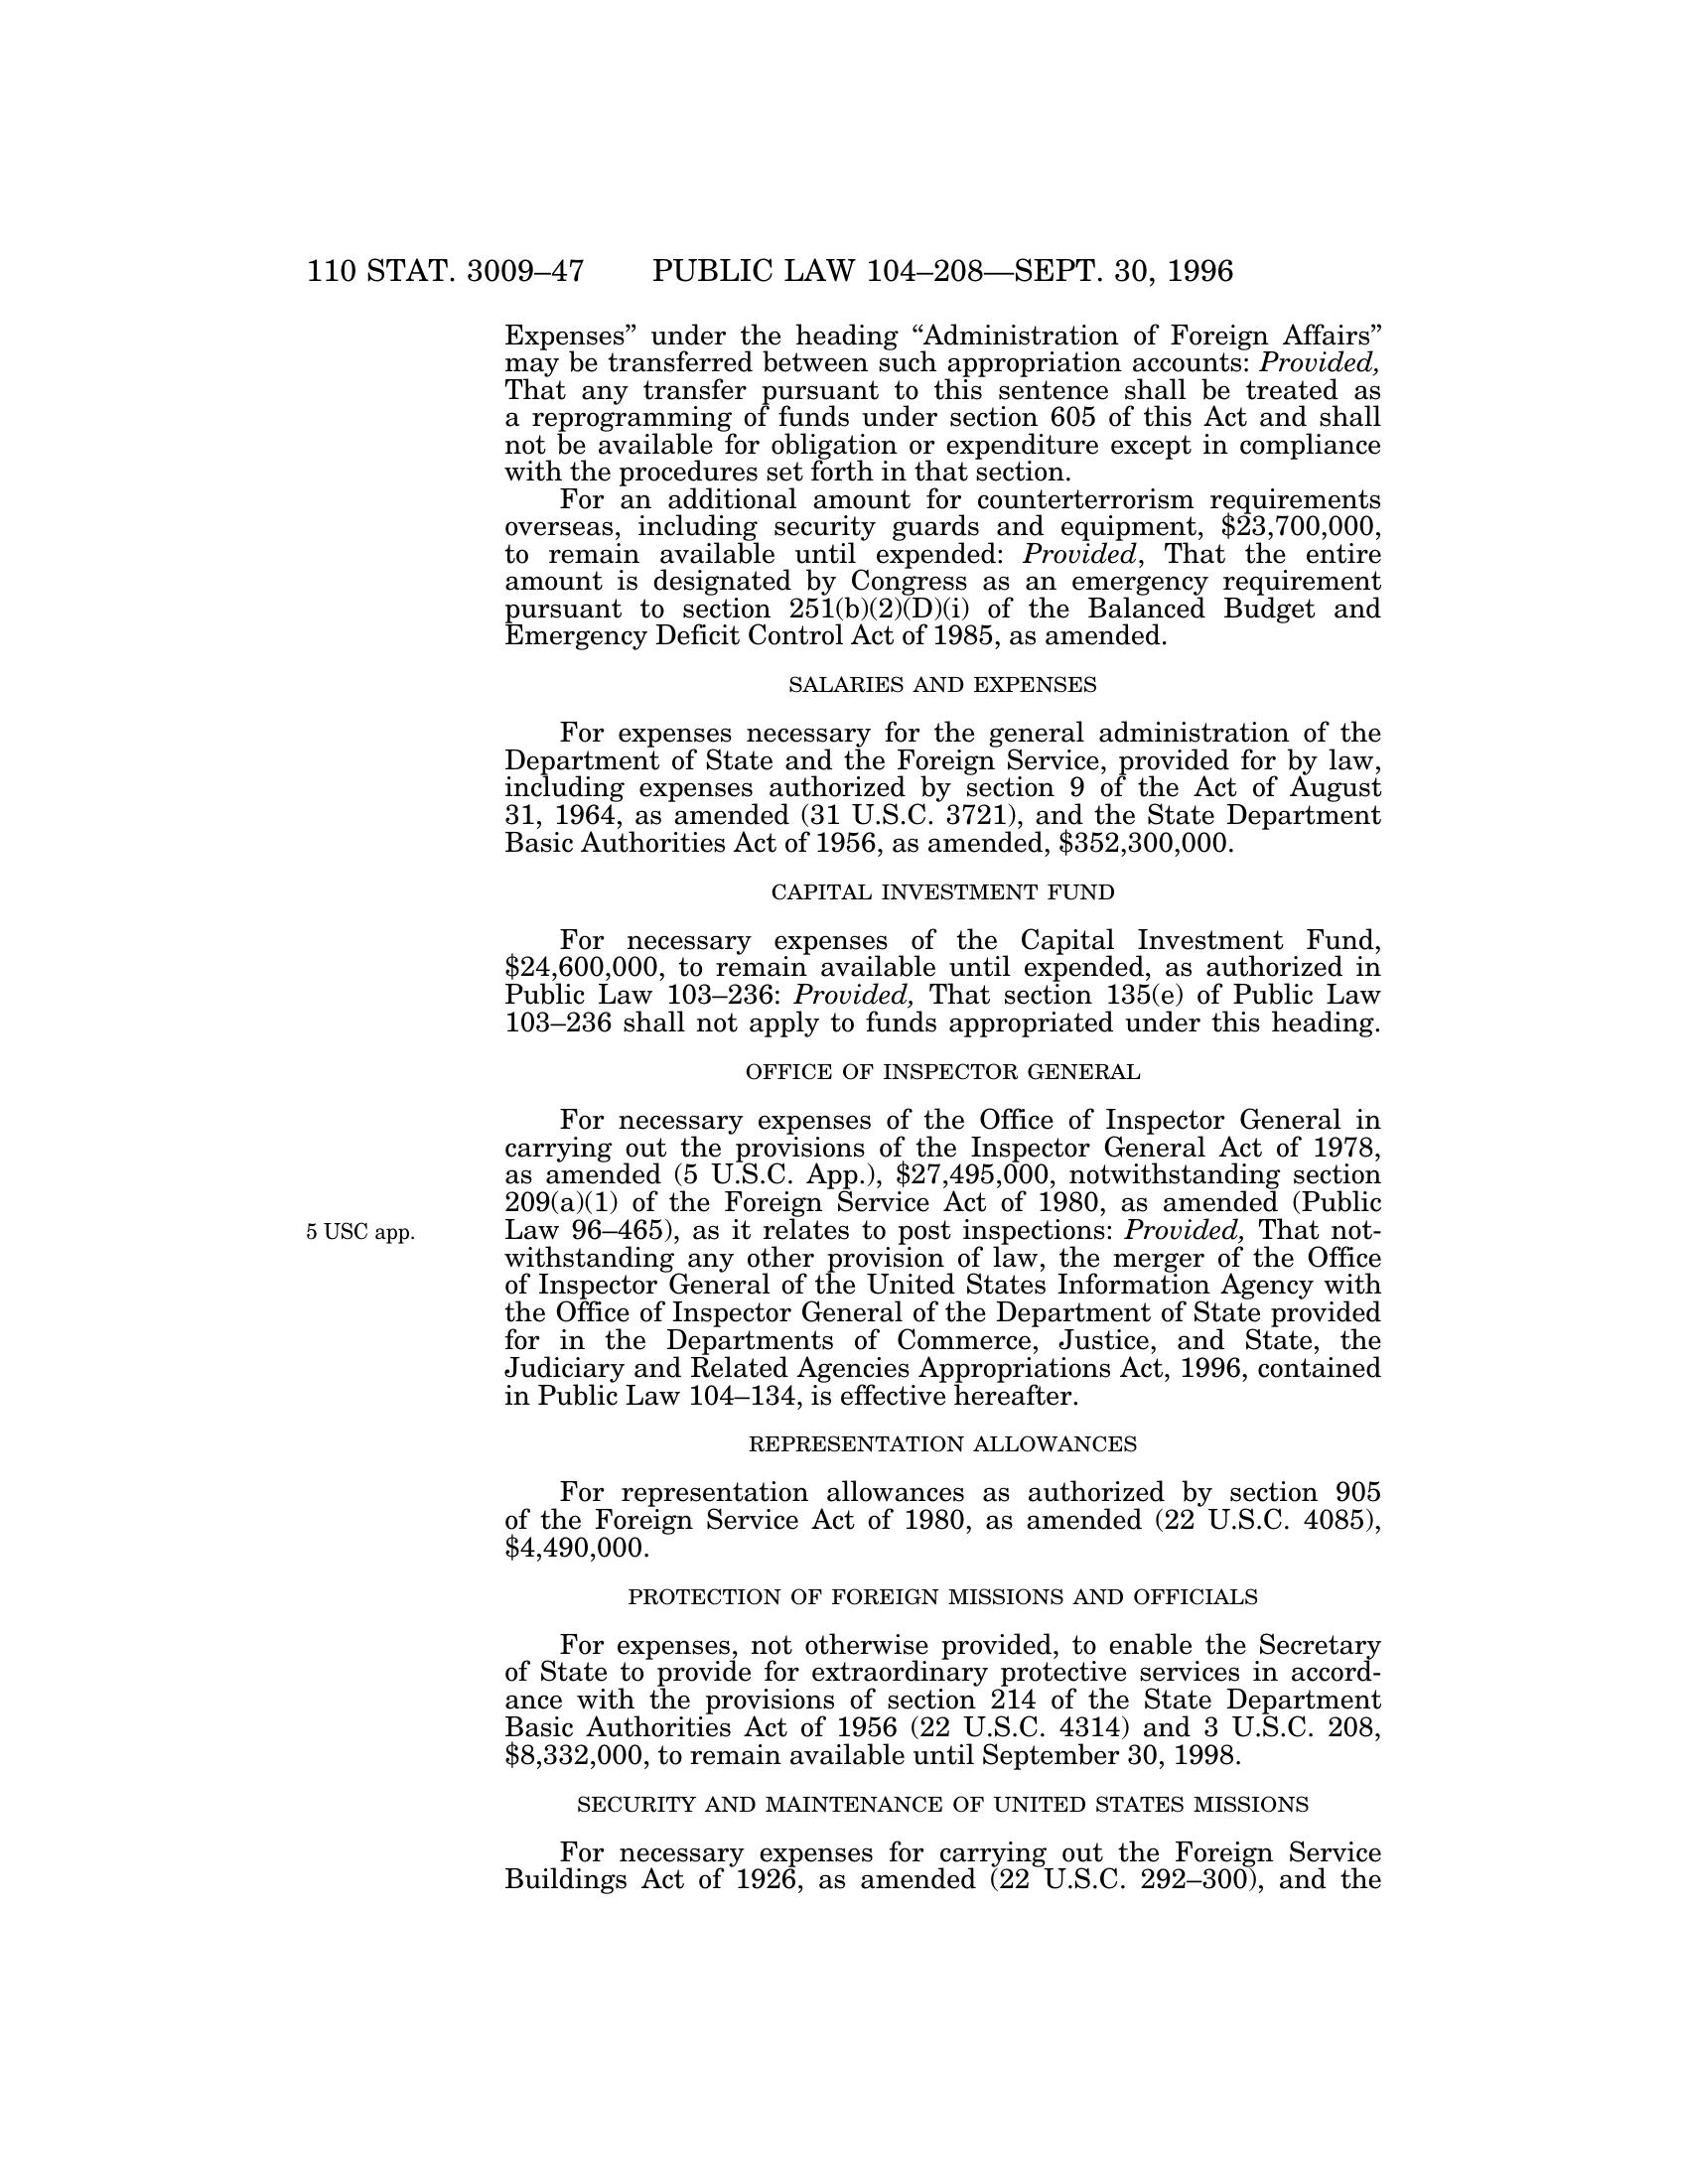 110 STAT. 3009–47 PUBLIC LAW 104–208—SEPT. 30, 1996
Expenses” under the heading “Administration of Foreign Affairs”
may be transferred between such appropriation accounts: Provided,
That any transfer pursuant to this sentence shall be treated as
a reprogramming of funds under section 605 of this Act and shall
not be available for obligation or expenditure except in compliance
with the procedures set forth in that section.
For an additional amount for counterterrorism requirements
overseas, including security guards and equipment, $23,700,000,
to remain available until expended: Provided, That the entire
amount is designated by Congress as an emergency requirement
pursuant to section 251(b)(2)(D)(i) of the Balanced Budget and
Emergency Deficit Control Act of 1985, as amended.
SALARIES AND EXPENSES
For expenses necessary for the general administration of the
Department of State and the Foreign Service, provided for by law,
including expenses authorized by section 9 of the Act of August
31, 1964, as amended (31 U.S.C. 3721), and the State Department
Basic Authorities Act of 1956, as amended, $352,300,000.
CAPITAL INVESTMENT FUND
For necessary expenses of the Capital Investment Fund,
$24,600,000, to remain available until expended, as authorized in
Public Law 103–236: Provided, That section 135(e) of Public Law
103–236 shall not apply to funds appropriated under this heading.
OFFICE OF INSPECTOR GENERAL
For necessary expenses of the Office of Inspector General in
carrying out the provisions of the Inspector General Act of 1978,
as amended (5 U.S.C. App.), $27,495,000, notwithstanding section
209(a)(1) of the Foreign Service Act of 1980, as amended (Public
5 USC app.
Law 96–465), as it relates to post inspections: Provided, That not-
withstanding any other provision of law, the merger of the Office
of Inspector General of the United States Information Agency with
the Office of Inspector General of the Department of State provided
for in the Departments of Commerce, Justice, and State, the
Judiciary and Related Agencies Appropriations Act, 1996, contained
in Public Law 104–134, is effective hereafter.
REPRESENTATION ALLOWANCES
For representation allowances as authorized by section 905
of the Foreign Service Act of 1980, as amended (22 U.S.C. 4085),
$4,490,000.
PROTECTION OF FOREIGN MISSIONS AND OFFICIALS
For expenses, not otherwise provided, to enable the Secretary
of State to provide for extraordinary protective services in accord-
ance with the provisions of section 214 of the State Department
Basic Authorities Act of 1956 (22 U.S.C. 4314) and 3 U.S.C. 208,
$8,332,000, to remain available until September 30, 1998.
SECURITY AND MAINTENANCE OF UNITED STATES MISSIONS
For necessary expenses for carrying out the Foreign Service
Buildings Act of 1926, as amended (22 U.S.C. 292–300), and the